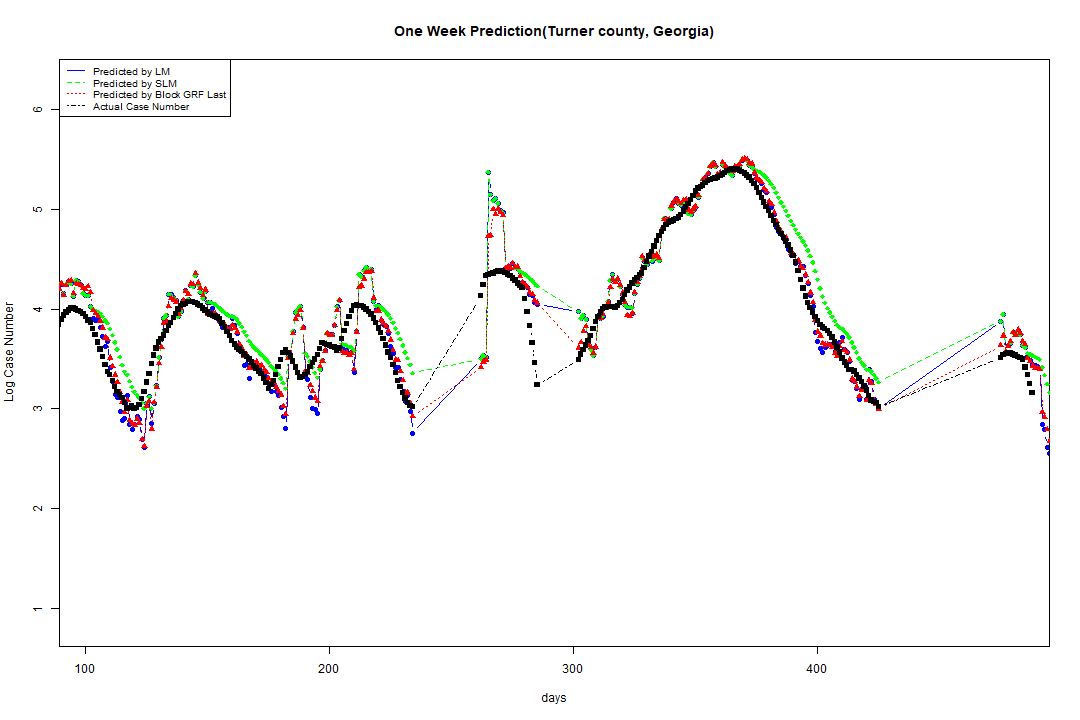 One Week Prediction(Turner county, Georgia)
Predicted by LM
Predicted by SLM
Predicted by Block GRF Last
Actual Case Number
6
5
4
3
2
1
Log Case Number
100 200 300 400
days